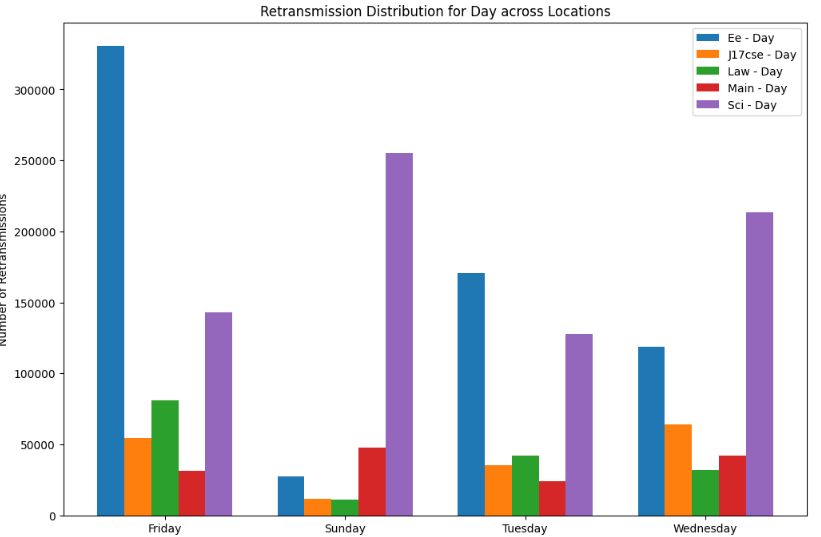 Retransmission Distribution for Day across Locations
Ee - Day
J17cse - Day
Law - Day
Main - Day
Sci - Day
Number of Retransmissions
300000
250000
200000
150000
100000
50000
0
Friday Sunday Tuesday Wednesday